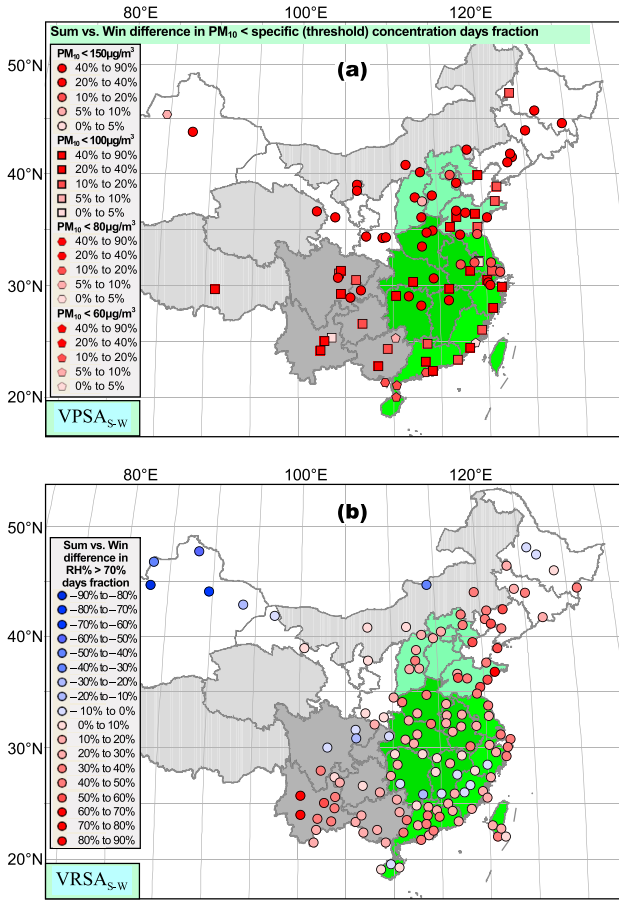 80°E 100°E 120°E
Sum vs. Win difference in PM10 < specific (threshold) concentration days fraction
(a)
50°N
40°N
30°N
20°N
PM10 < 150µg/m³
40% to 90%
20% to 40%
10% to 20%
5% to 10%
0% to 5%
PM10 < 100µg/m³
40% to 90%
20% to 40%
10% to 20%
5% to 10%
0% to 5%
PM10 < 80µg/m³
40% to 90%
20% to 40%
10% to 20%
5% to 10%
0% to 5%
PM10 < 60µg/m³
40% to 90%
20% to 40%
10% to 20%
5% to 10%
0% to 5%
VPSAS-W
80°E 100°E 120°E
(b)
50°N
40°N
30°N
20°N
Sum vs. Win
difference in
RH% > 70%
days fraction
−90% to −80%
−80% to −70%
−70% to −60%
−60% to −50%
−50% to −40%
−40% to −30%
−30% to −20%
−20% to −10%
−10% to 0%
0% to 10%
10% to 20%
20% to 30%
30% to 40%
40% to 50%
50% to 60%
60% to 70%
70% to 80%
80% to 90%
VRSAS-W